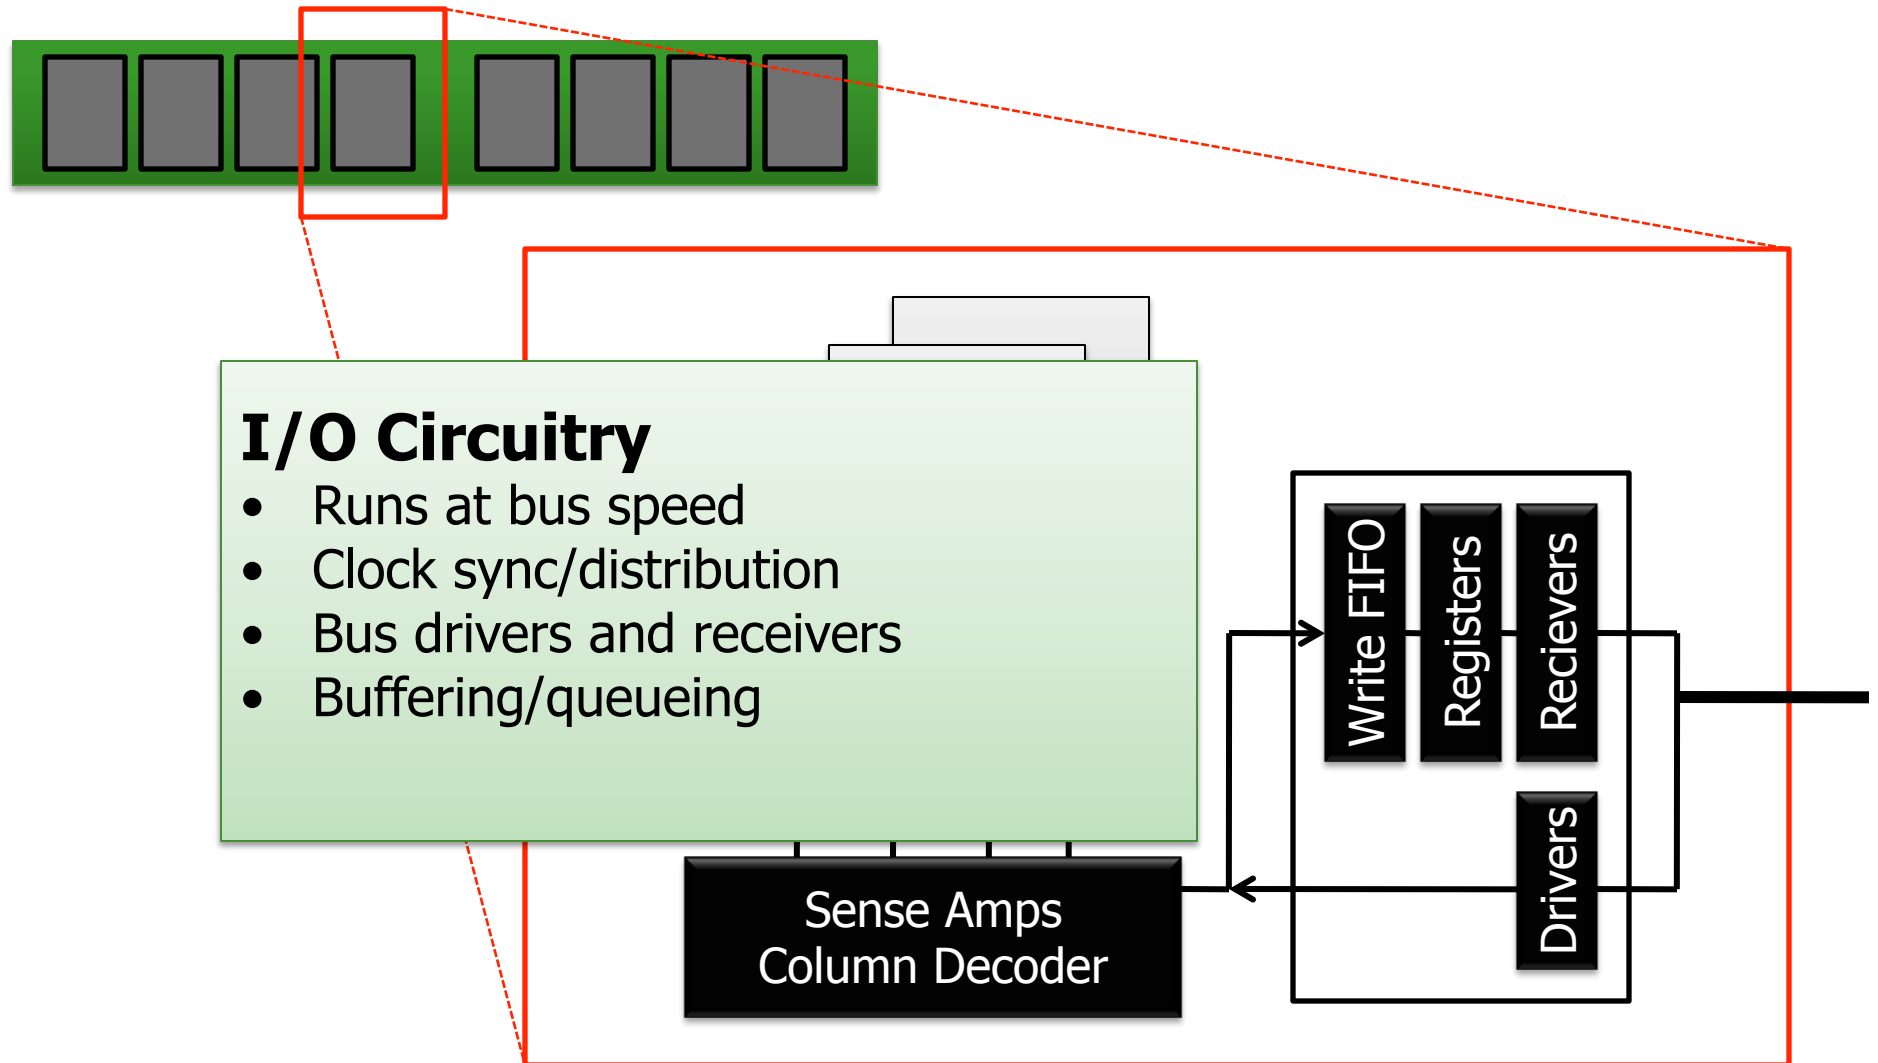 I/O Circuitry
• Runs at bus speed
• Clock sync/distribution
• Bus drivers and receivers
• Buffering/queueing
Write FIFO
Registers
Recievers
Drivers
Sense Amps
Column Decoder